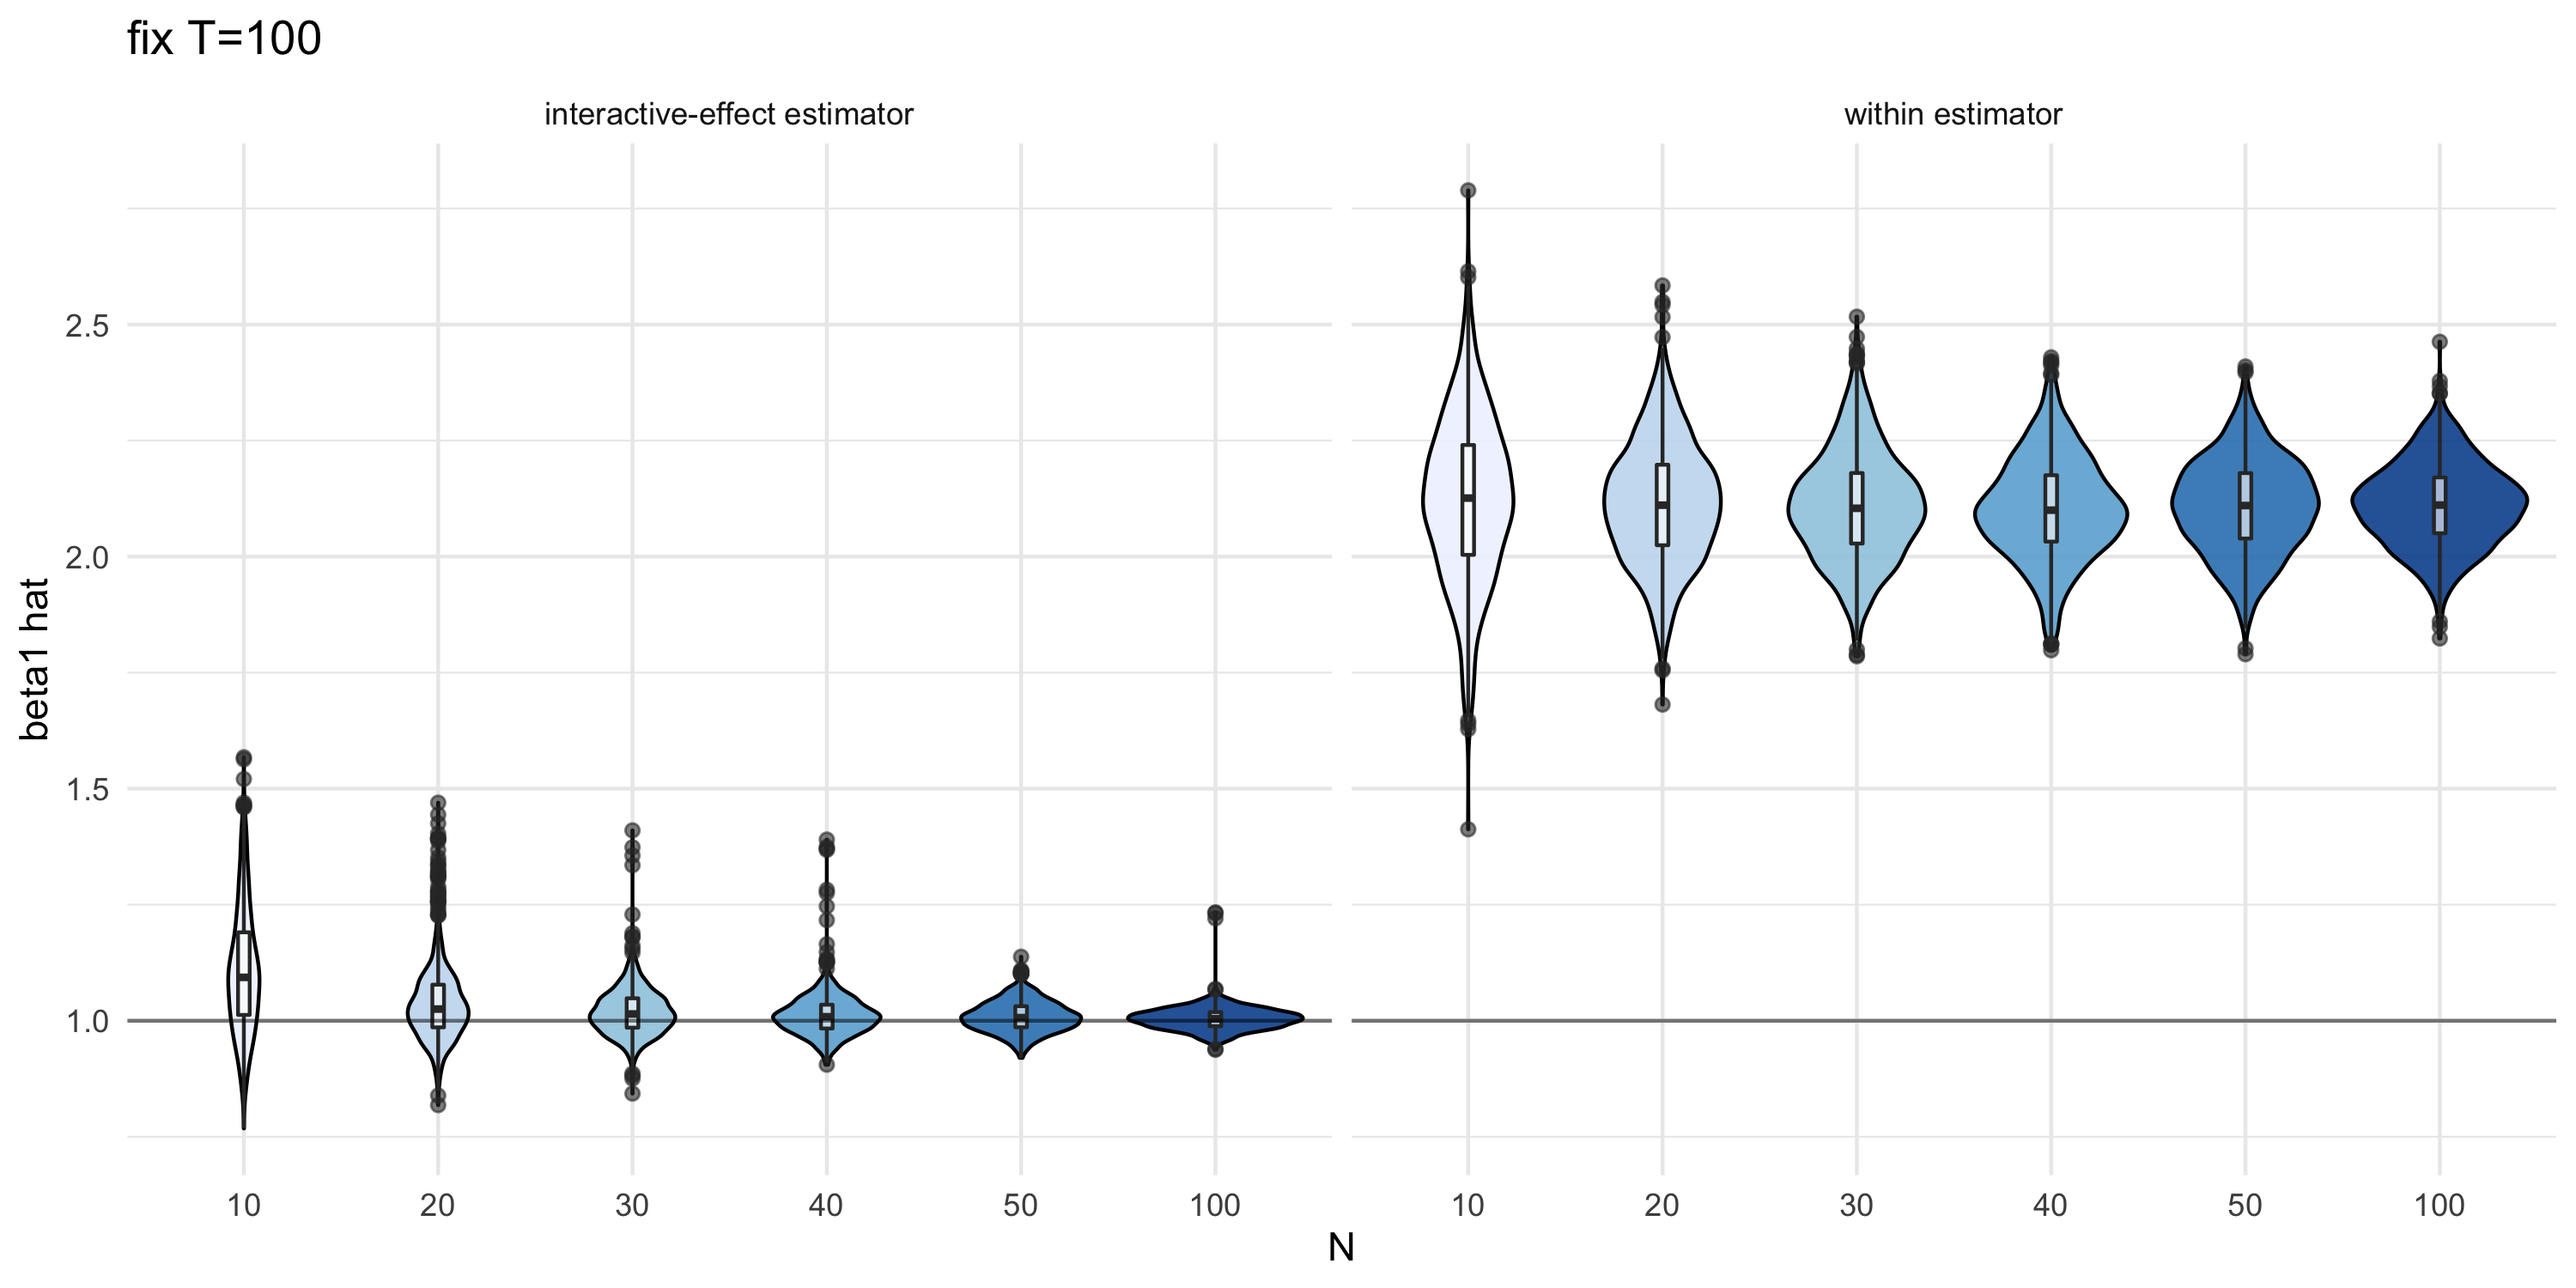 fix T=100
interactive-effect estimator
within estimator
beta1 hat
2.5
2.0
1.5
1.0
10 20 30 40 50 100
10 20 30 40 50 100
N